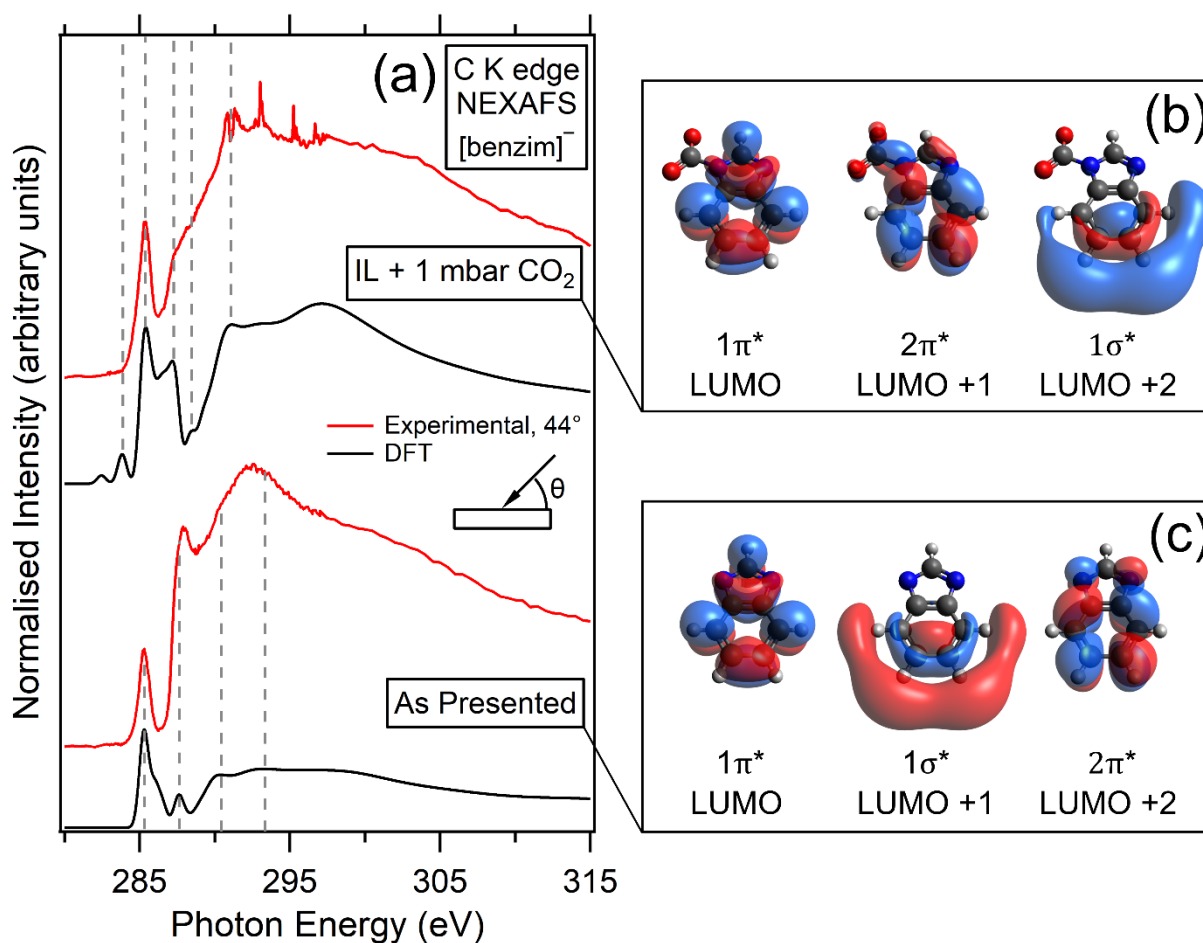 (a)
C K edge
NEXAFS
[benzim]⁻
IL + 1 mbar CO₂
Experimental, 44°
DFT
θ
As Presented
Normalised Intensity (arbitrary units)
285
295
305
315
Photon Energy (eV)
(b)
1π* 2π* 1σ*
LUMO LUMO +1 LUMO +2
(c)
1π* 1σ* 2π*
LUMO LUMO +1 LUMO +2